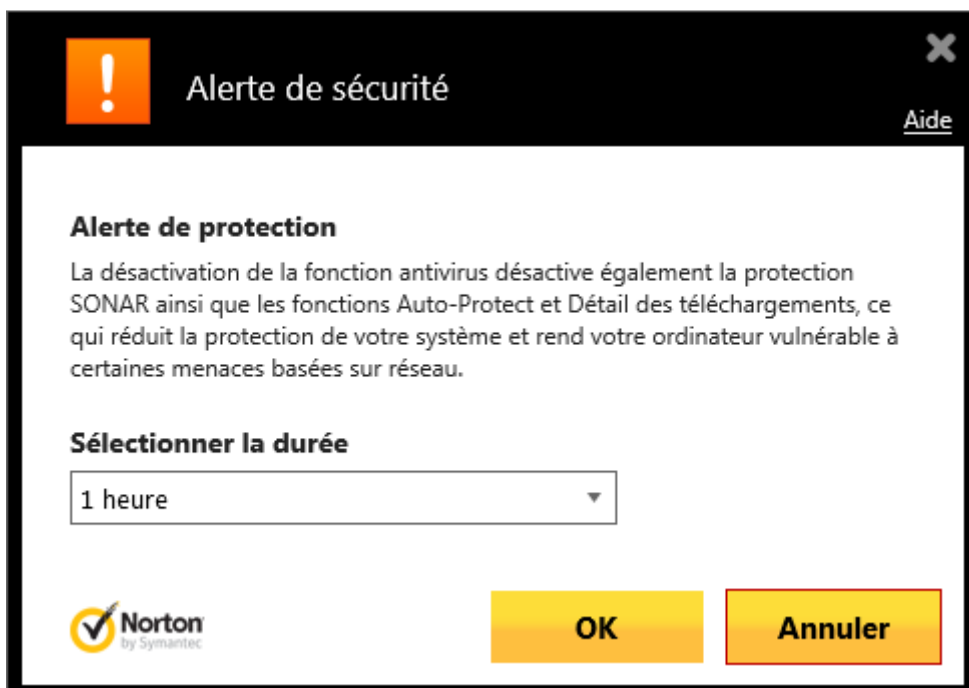 !
Alerte de sécurité
Aide
Alerte de protection
La désactivation de la fonction antivirus désactive également la protection
SONAR ainsi que les fonctions Auto-Protect et Détail des téléchargements, ce
qui réduit la protection de votre système et rend votre ordinateur vulnérable à
certaines menaces basées sur réseau.
Sélectionner la durée
1 heure
Norton
by Symantec
OK
Annuler